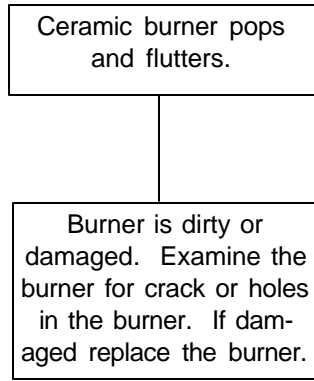 Ceramic burner pops
and flutters.
Burner is dirty or
damaged. Examine the
burner for crack or holes
in the burner. If dam-
aged replace the burner.